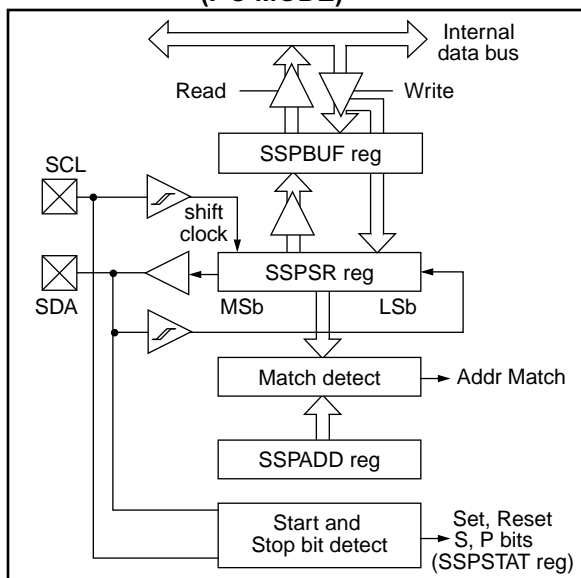 Internal
data bus
Read
Write
SSPBUF reg
SCL
shift
clock
SSPSR reg
SDA
MSb
LSb
Match detect
Addr Match
SSPADD reg
Start and
Stop bit detect
Set, Reset
S, P bits
(SSPSTAT reg)